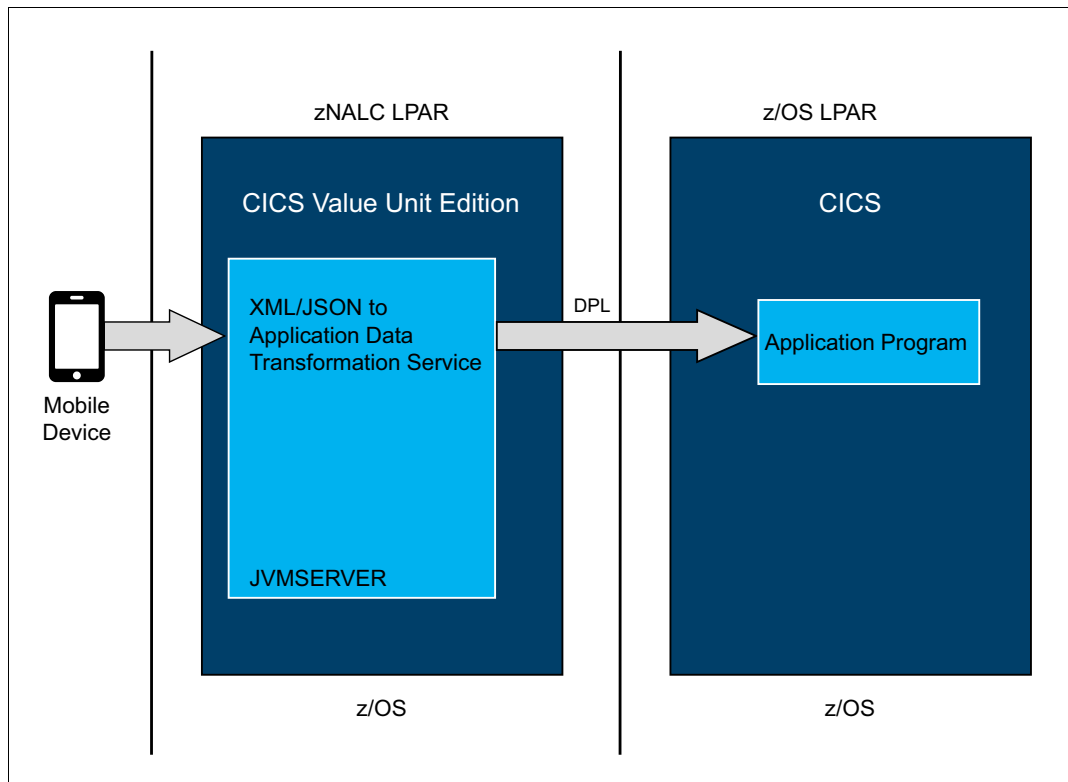 zNALC LPAR
z/OS LPAR
CICS Value Unit Edition
CICS
Mobile
Device
XML/JSON to
Application Data
Transformation Service
DPL
Application Program
JVMSERVER
z/OS
z/OS